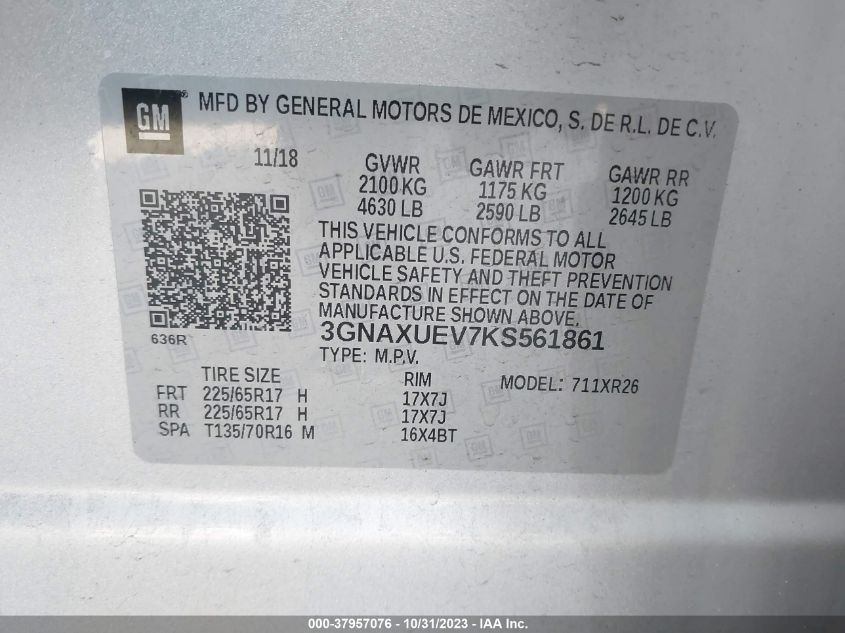 GM ® MFD BY GENERAL MOTORS DE MEXICO, S. DE R.L. DE C.V.
11/18 GVWR GAWR FRT GAWR RR
2100 KG 1175 KG 1200 KG
4630 LB 2590 LB 2645 LB
THIS VEHICLE CONFORMS TO ALL
APPLICABLE U.S. FEDERAL MOTOR
VEHICLE SAFETY AND THEFT PREVENTION
STANDARDS IN EFFECT ON THE DATE OF
MANUFACTURE SHOWN ABOVE.
636R 3GNAXUEV7KS561861
TYPE: M.P.V.
TIRE SIZE RIM MODEL: 711XR26
FRT 225/65R17 H 17X7J
RR 225/65R17 H 17X7J
SPA T135/70R16 M 16X4BT
000-37957076 - 10/31/2023 - IAA Inc.